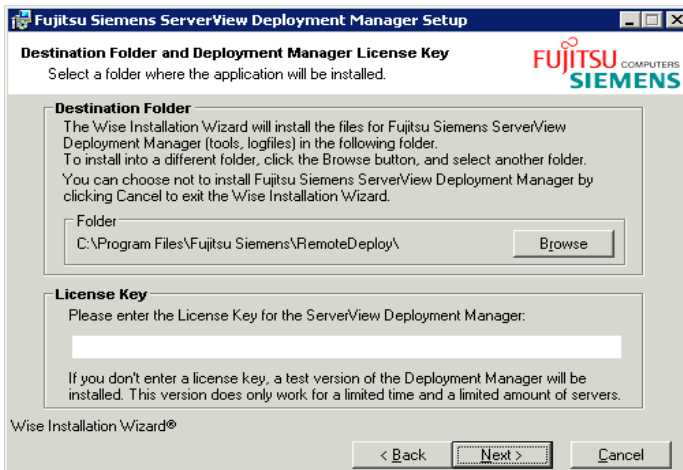 Fujitsu Siemens ServerView Deployment Manager Setup
Destination Folder and Deployment Manager License Key
Select a folder where the application will be installed.
FUJITSU COMPUTERS
SIEMENS
Destination Folder
The Wise Installation Wizard will install the files for Fujitsu Siemens ServerView
Deployment Manager (tools, logfiles) in the following folder.
To install into a different folder, click the Browse button, and select another folder.
You can choose not to install Fujitsu Siemens ServerView Deployment Manager by
clicking Cancel to exit the Wise Installation Wizard.
Folder
C:\Program Files\Fujitsu Siemens\RemoteDeploy\
Browse
License Key
Please enter the License Key for the ServerView Deployment Manager:
If you don't enter a license key, a test version of the Deployment Manager will be
installed. This version does only work for a limited time and a limited amount of servers.
Wise Installation Wizard®
< Back
Next >
Cancel